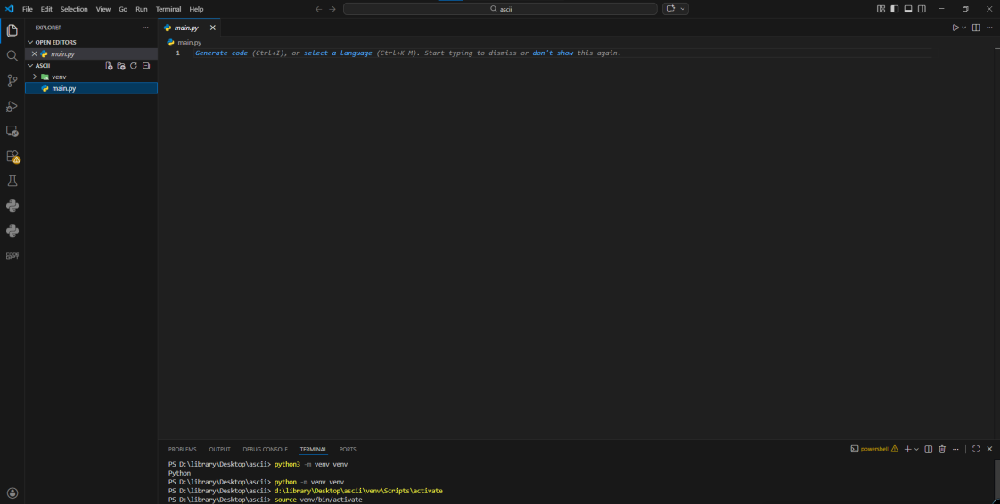 File Edit Selection View Go Run Terminal Help
ascii
EXPLORER
OPEN EDITORS
main.py
ASCII
venv
main.py
main.py
main.py
1 Generate code (Ctrl+I), or select a language (Ctrl+K M). Start typing to dismiss or don't show this again.
PROBLEMS OUTPUT DEBUG CONSOLE TERMINAL PORTS
powershell
PS D:\library\Desktop\ascii> python3 -m venv venv
Python
PS D:\library\Desktop\ascii> python -m venv venv
PS D:\library\Desktop\ascii> d:\library\Desktop\ascii\venv\Scripts\activate
PS D:\library\Desktop\ascii> source venv/bin/activate